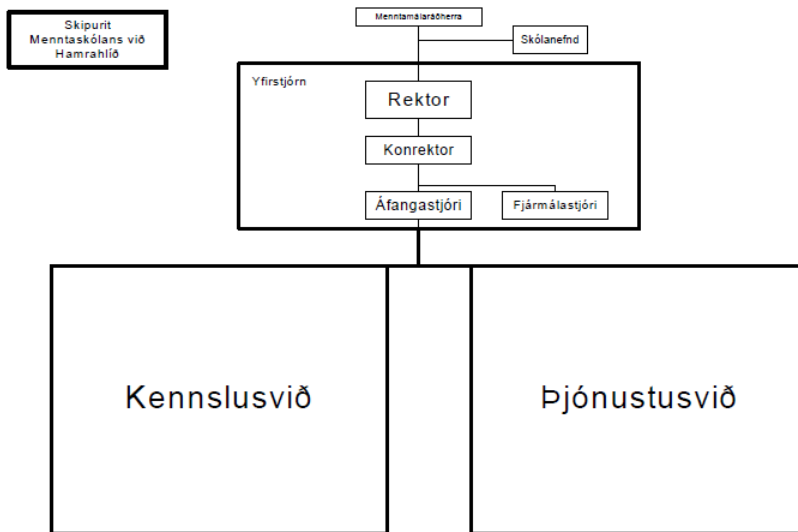 Skipurit
Menntaskólans við
Hamrahlíð
Menntamálaráðherra
Skólanefnd
Yfirstjórn
Rektor
Konrektor
Áfangastjóri
Fjármálastjóri
Kennslusvið
Þjónustusvið